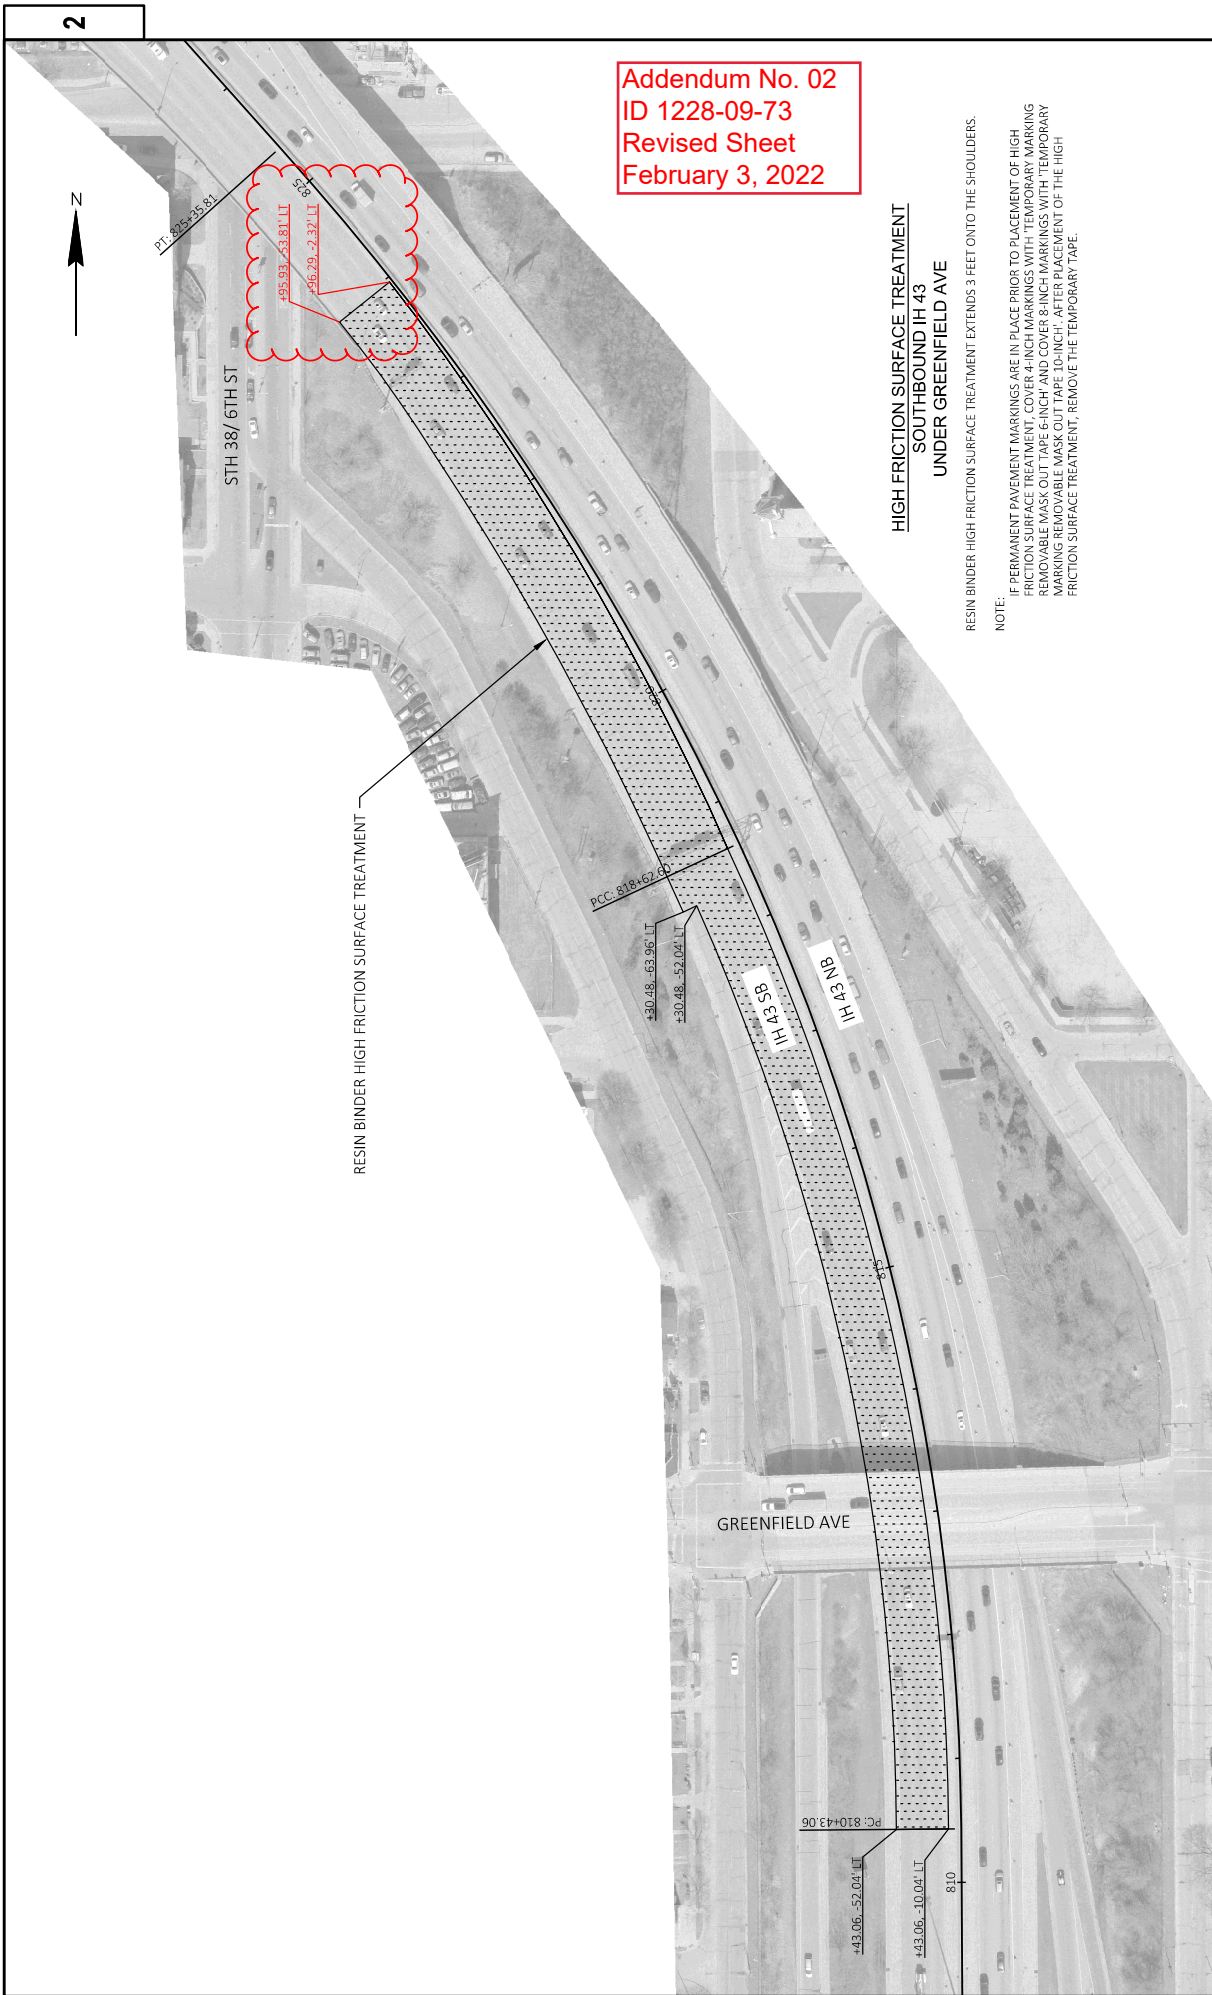 2
Addendum No. 02
ID 1228-09-73
Revised Sheet
February 3, 2022
N
PT: 825+35.81
825
+95.93, -53.81' LT
+96.29, -2.32' LT
STH 38/ 6TH ST
HIGH FRICTION SURFACE TREATMENT
SOUTHBOUND IH 43
UNDER GREENFIELD AVE
RESIN BINDER HIGH FRICTION SURFACE TREATMENT EXTENDS 3 FEET ONTO THE SHOULDERS.
NOTE:
IF PERMANENT PAVEMENT MARKINGS ARE IN PLACE PRIOR TO PLACEMENT OF HIGH
FRICTION SURFACE TREATMENT, COVER 4-INCH MARKINGS WITH 'TEMPORARY MARKING
REMOVABLE MASK OUT TAPE 6-INCH' AND COVER 8-INCH MARKINGS WITH 'TEMPORARY
MARKING REMOVABLE MASK OUT TAPE 10-INCH'. AFTER PLACEMENT OF THE HIGH
FRICTION SURFACE TREATMENT, REMOVE THE TEMPORARY TAPE.
820
RESIN BINDER HIGH FRICTION SURFACE TREATMENT
PCC: 818+62.60
+30.48, -63.96' LT
+30.48, -52.04' LT
IH 43 SB
IH 43 NB
815
GREENFIELD AVE
PC: 810+43.06
+43.06, -52.04' LT
+43.06, -10.04' LT
810